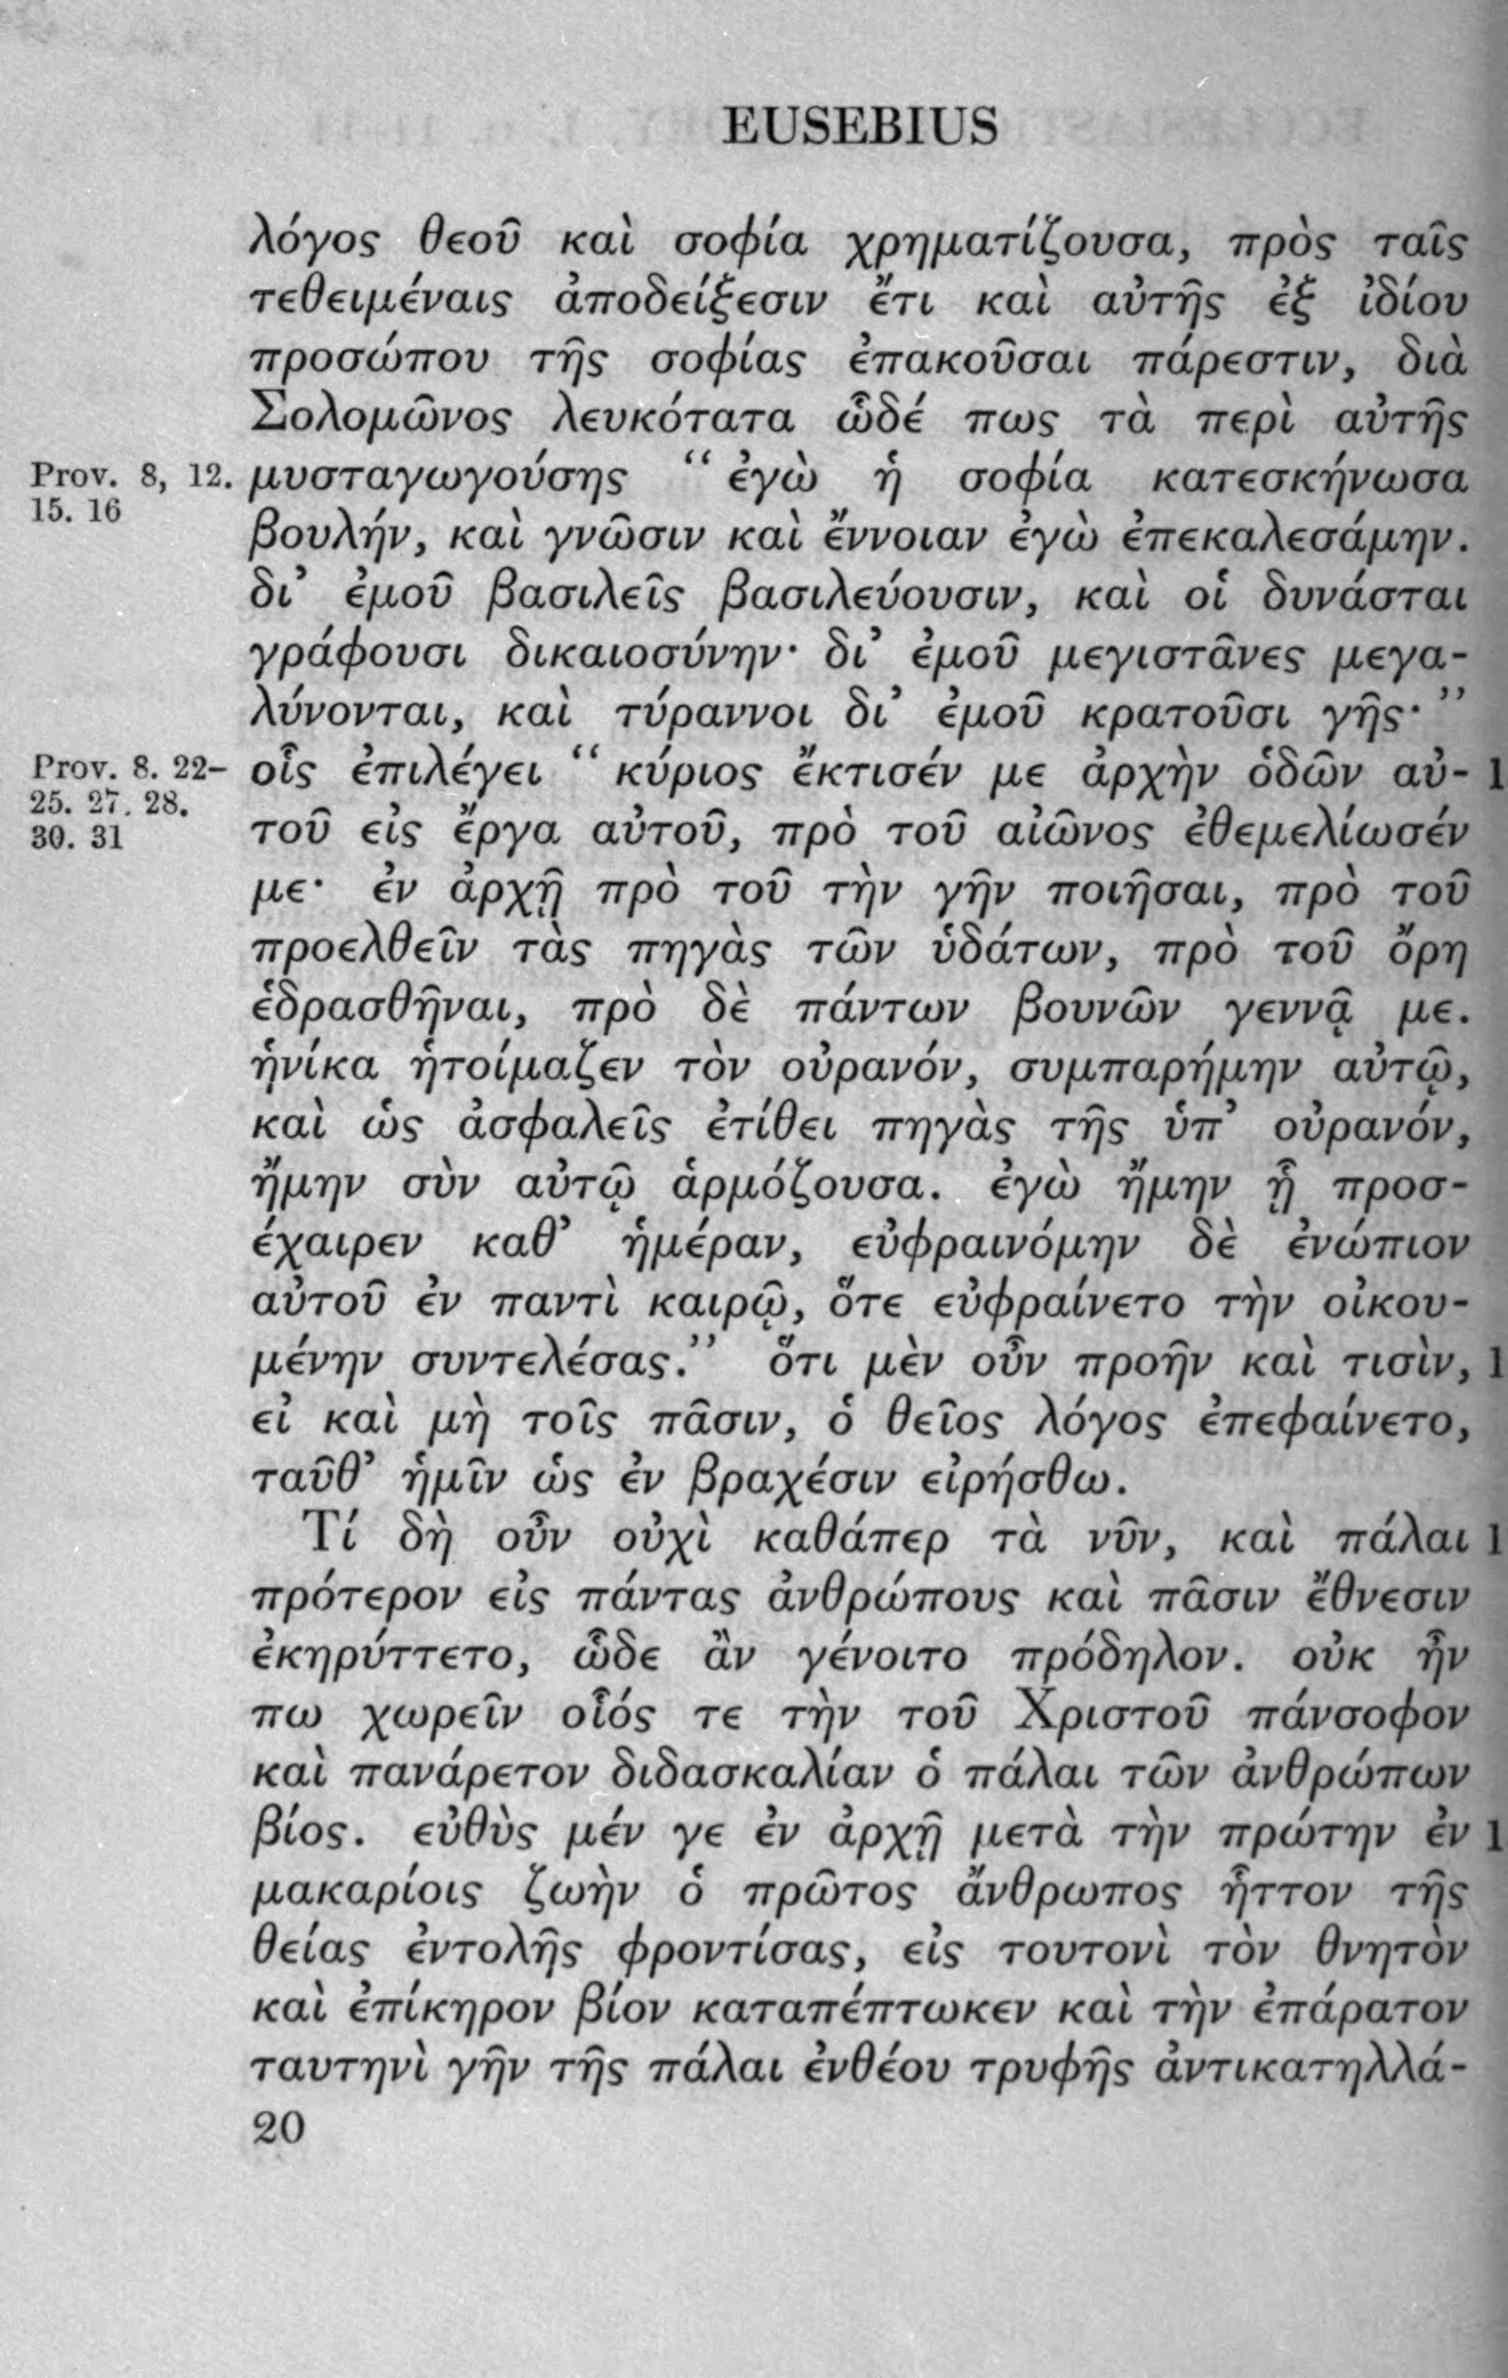 EUSEBIUS
λόγος θεοῦ καὶ σοφία χρηματίζουσα, πρὸς ταῖς
τεθειμέναις ἀποδείξεσιν ἔτι καὶ αὐτῆς ἐξ ἰδίου
προσώπου τῆς σοφίας ἐπακοῦσαι πάρεστιν, διὰ
Σολομῶνος λευκότατα ὧδέ πως τὰ περὶ αὐτῆς
Prov. 8, 12. μυσταγωγούσης “ ἐγὼ ἡ σοφία κατεσκήνωσα
15. 16
βουλήν, καὶ γνῶσιν καὶ ἔννοιαν ἐγὼ ἐπεκαλεσάμην.
δι’ ἐμοῦ βασιλεῖς βασιλεύουσιν, καὶ οἱ δυνάσται
γράφουσι δικαιοσύνην· δι’ ἐμοῦ μεγιστᾶνες μεγα-
λύνονται, καὶ τύραννοι δι’ ἐμοῦ κρατοῦσι γῆς· ”
Prov. 8. 22- οἷς ἐπιλέγει “ κύριος ἔκτισέν με ἀρχὴν ὁδῶν αὐ- 1
25. 27. 28.
τοῦ εἰς ἔργα αὐτοῦ, πρὸ τοῦ αἰῶνος ἐθεμελίωσέν
30. 31
με· ἐν ἀρχῇ πρὸ τοῦ τὴν γῆν ποιῆσαι, πρὸ τοῦ
προελθεῖν τὰς πηγὰς τῶν ὑδάτων, πρὸ τοῦ ὄρη
ἑδρασθῆναι, πρὸ δὲ πάντων βουνῶν γεννᾷ με.
ἡνίκα ἡτοίμαζεν τὸν οὐρανόν, συμπαρήμην αὐτῷ,
καὶ ὡς ἀσφαλεῖς ἐτίθει πηγὰς τῆς ὑπ’ οὐρανόν,
ἤμην σὺν αὐτῷ ἁρμόζουσα. ἐγὼ ἤμην ᾗ προσ-
έχαιρεν καθ’ ἡμέραν, εὐφραινόμην δὲ ἐνώπιον
αὐτοῦ ἐν παντὶ καιρῷ, ὅτε εὐφραίνετο τὴν οἰκου-
μένην συντελέσας.” ὅτι μὲν οὖν προῆν καὶ τισὶν, 1
εἰ καὶ μὴ τοῖς πᾶσιν, ὁ θεῖος λόγος ἐπεφαίνετο,
ταῦθ’ ἡμῖν ὡς ἐν βραχέσιν εἰρήσθω.
Τί δὴ οὖν οὐχὶ καθάπερ τὰ νῦν, καὶ πάλαι 1
πρότερον εἰς πάντας ἀνθρώπους καὶ πᾶσιν ἔθνεσιν
ἐκηρύττετο, ὧδε ἂν γένοιτο πρόδηλον. οὐκ ἦν
πω χωρεῖν οἷός τε τὴν τοῦ Χριστοῦ πάνσοφον
καὶ πανάρετον διδασκαλίαν ὁ πάλαι τῶν ἀνθρώπων
βίος. εὐθὺς μέν γε ἐν ἀρχῇ μετὰ τὴν πρώτην ἐν 1
μακαρίοις ζωὴν ὁ πρῶτος ἄνθρωπος ἧττον τῆς
θείας ἐντολῆς φροντίσας, εἰς τουτονὶ τὸν θνητὸν
καὶ ἐπίκηρον βίον καταπέπτωκεν καὶ τὴν ἐπάρατον
ταυτηνὶ γῆν τῆς πάλαι ἐνθέου τρυφῆς ἀντικατηλλά-
20